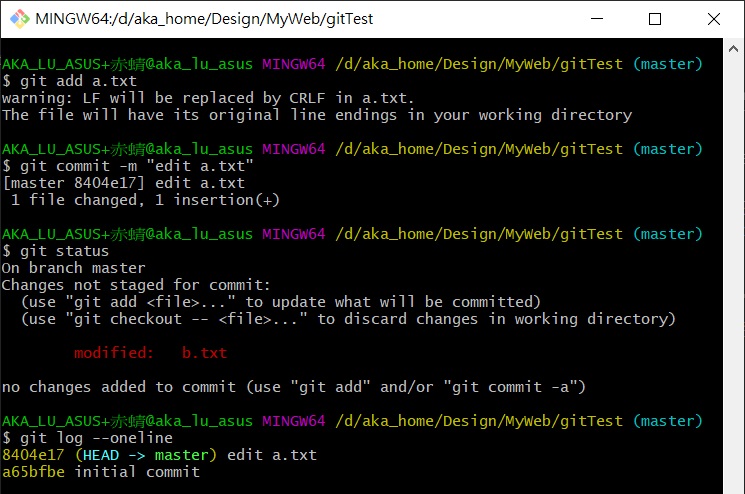 MINGW64:/d/aka_home/Design/MyWeb/gitTest
AKA_LU_ASUS+赤蜻@aka_lu_asus MINGW64 /d/aka_home/Design/MyWeb/gitTest (master)
$ git add a.txt
warning: LF will be replaced by CRLF in a.txt.
The file will have its original line endings in your working directory
AKA_LU_ASUS+赤蜻@aka_lu_asus MINGW64 /d/aka_home/Design/MyWeb/gitTest (master)
$ git commit -m "edit a.txt"
[master 8404e17] edit a.txt
 1 file changed, 1 insertion(+)
AKA_LU_ASUS+赤蜻@aka_lu_asus MINGW64 /d/aka_home/Design/MyWeb/gitTest (master)
$ git status
On branch master
Changes not staged for commit:
  (use "git add <file>..." to update what will be committed)
  (use "git checkout -- <file>..." to discard changes in working directory)
        modified:   b.txt
no changes added to commit (use "git add" and/or "git commit -a")
AKA_LU_ASUS+赤蜻@aka_lu_asus MINGW64 /d/aka_home/Design/MyWeb/gitTest (master)
$ git log --oneline
8404e17 (HEAD -> master) edit a.txt
a65bfbe initial commit